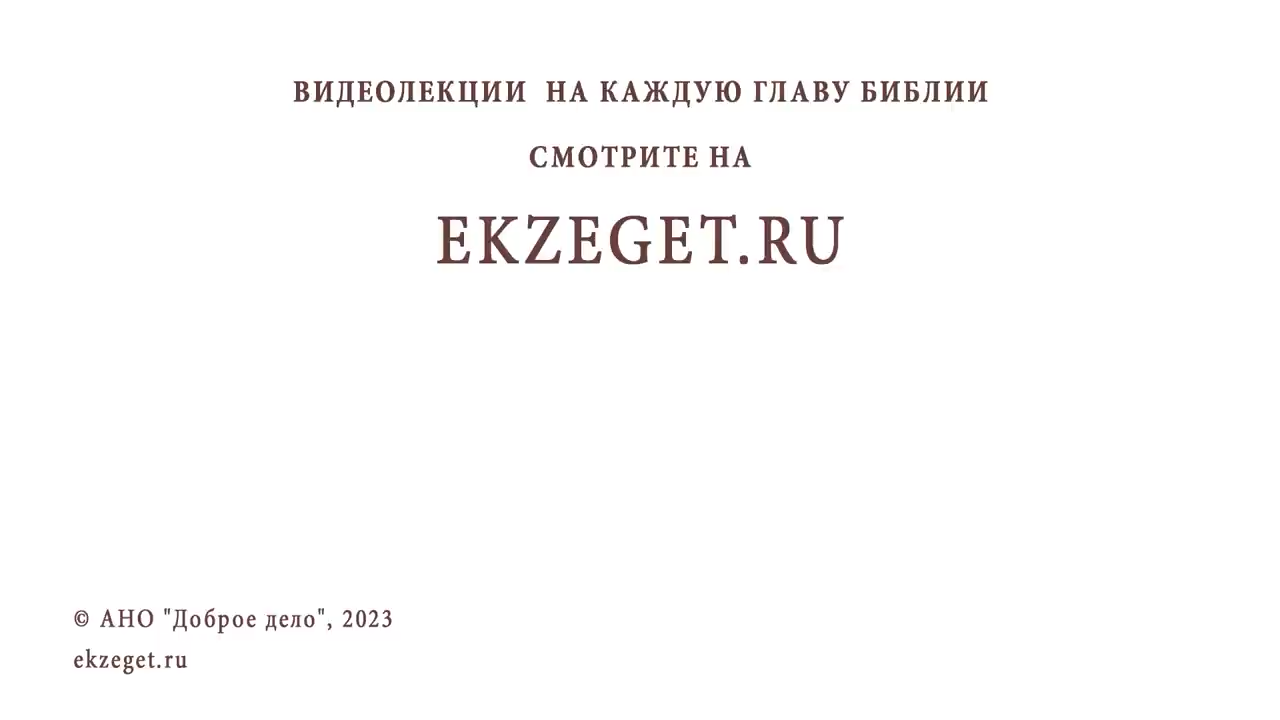 ВИДЕОЛЕКЦИИ НА КАЖДУЮ ГЛАВУ БИБЛИИ
СМОТРИТЕ НА
EKZEGET.RU
© АНО "Доброе дело", 2023
ekzeget.ru